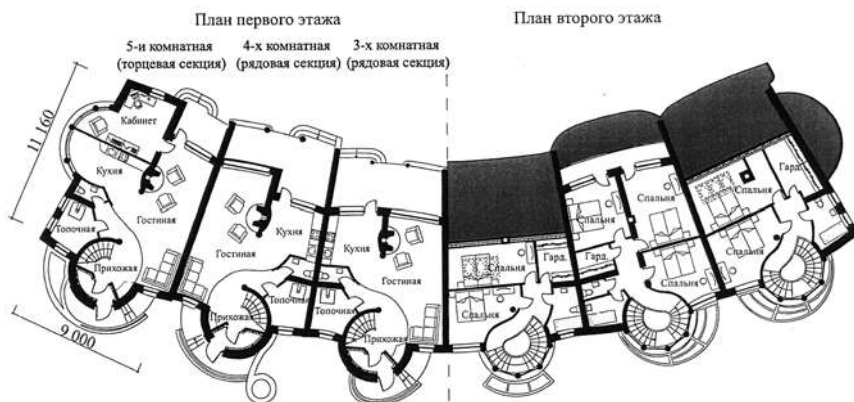 План первого этажа
План второго этажа
5-и комнатная
(торцевая секция)
4-х комнатная
(рядовая секция)
3-х комнатная
(рядовая секция)
11.160
9.000
Кабинет
Кухня
Гостиная
Топочная
Прихожая
Кухня
Гостиная
Топочная
Прихожая
Кухня
Гостиная
Топочная
Прихожая
Спальня
Гард.
Спальня
Спальня
Спальня
Гард.
Спальня
Спальня
Гард.
Спальня